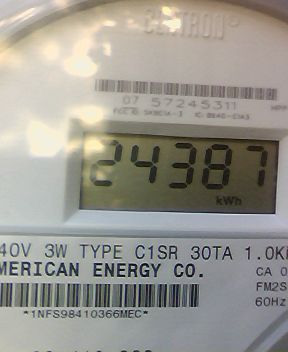 CENTRON®
07 57245311
24387
kWh
40V 3W TYPE C1SR 30TA 1.0K
MERICAN ENERGY CO.
CA 0
FM2S
60Hz
*1NFS98410366MEC*